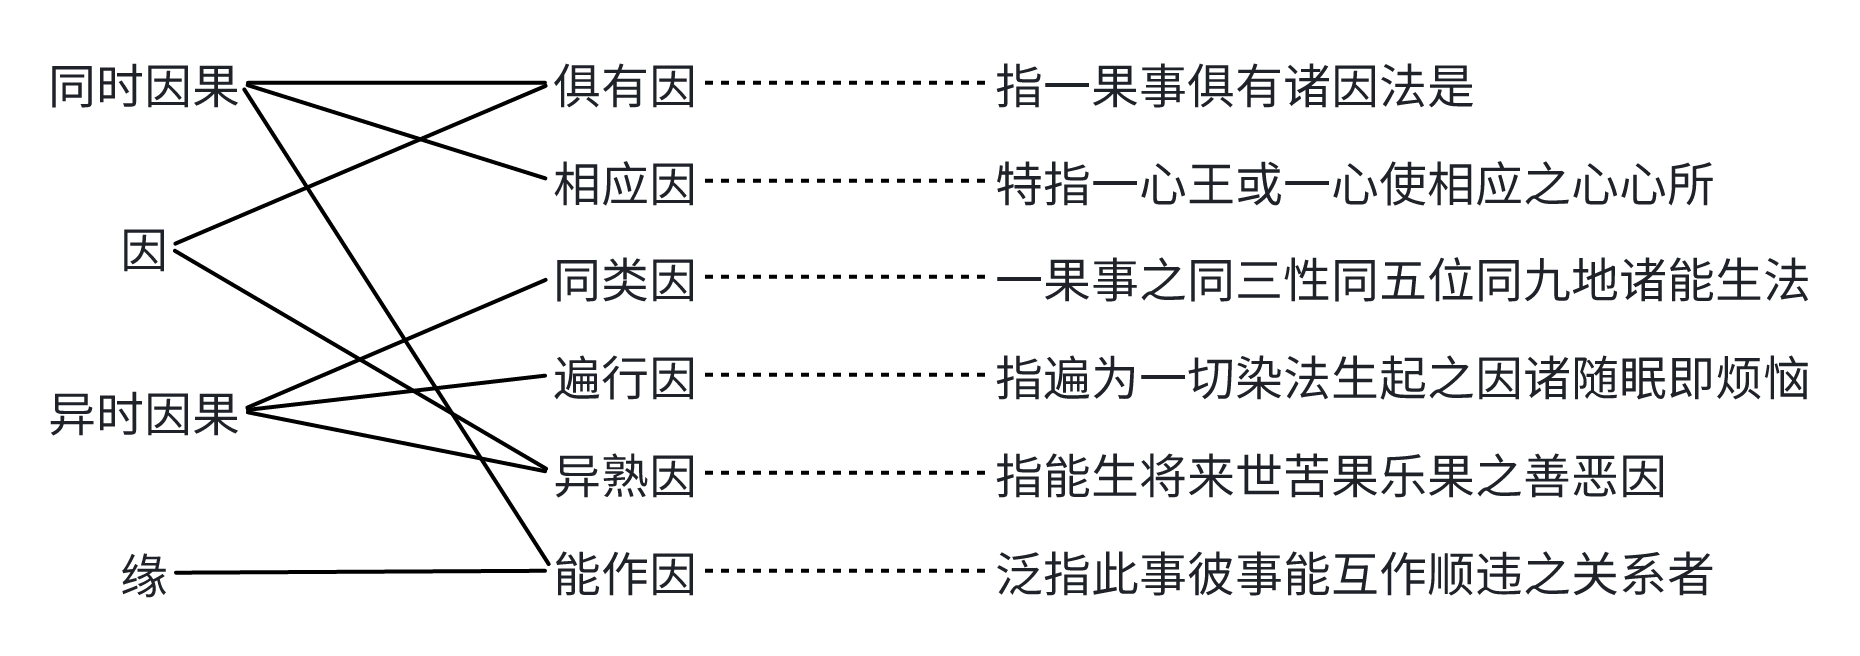 同时因果 俱有因 指一果事俱有诸因法是
相应因 特指一心王或一心使相应之心心所
因
同类因 一果事之同三性同五位同九地诸能生法
遍行因 指遍为一切染法生起之因诸随眠即烦恼
异时因果
异熟因 指能生将来世苦果乐果之善恶因
缘 能作因 泛指此事彼事能互作顺违之关系者